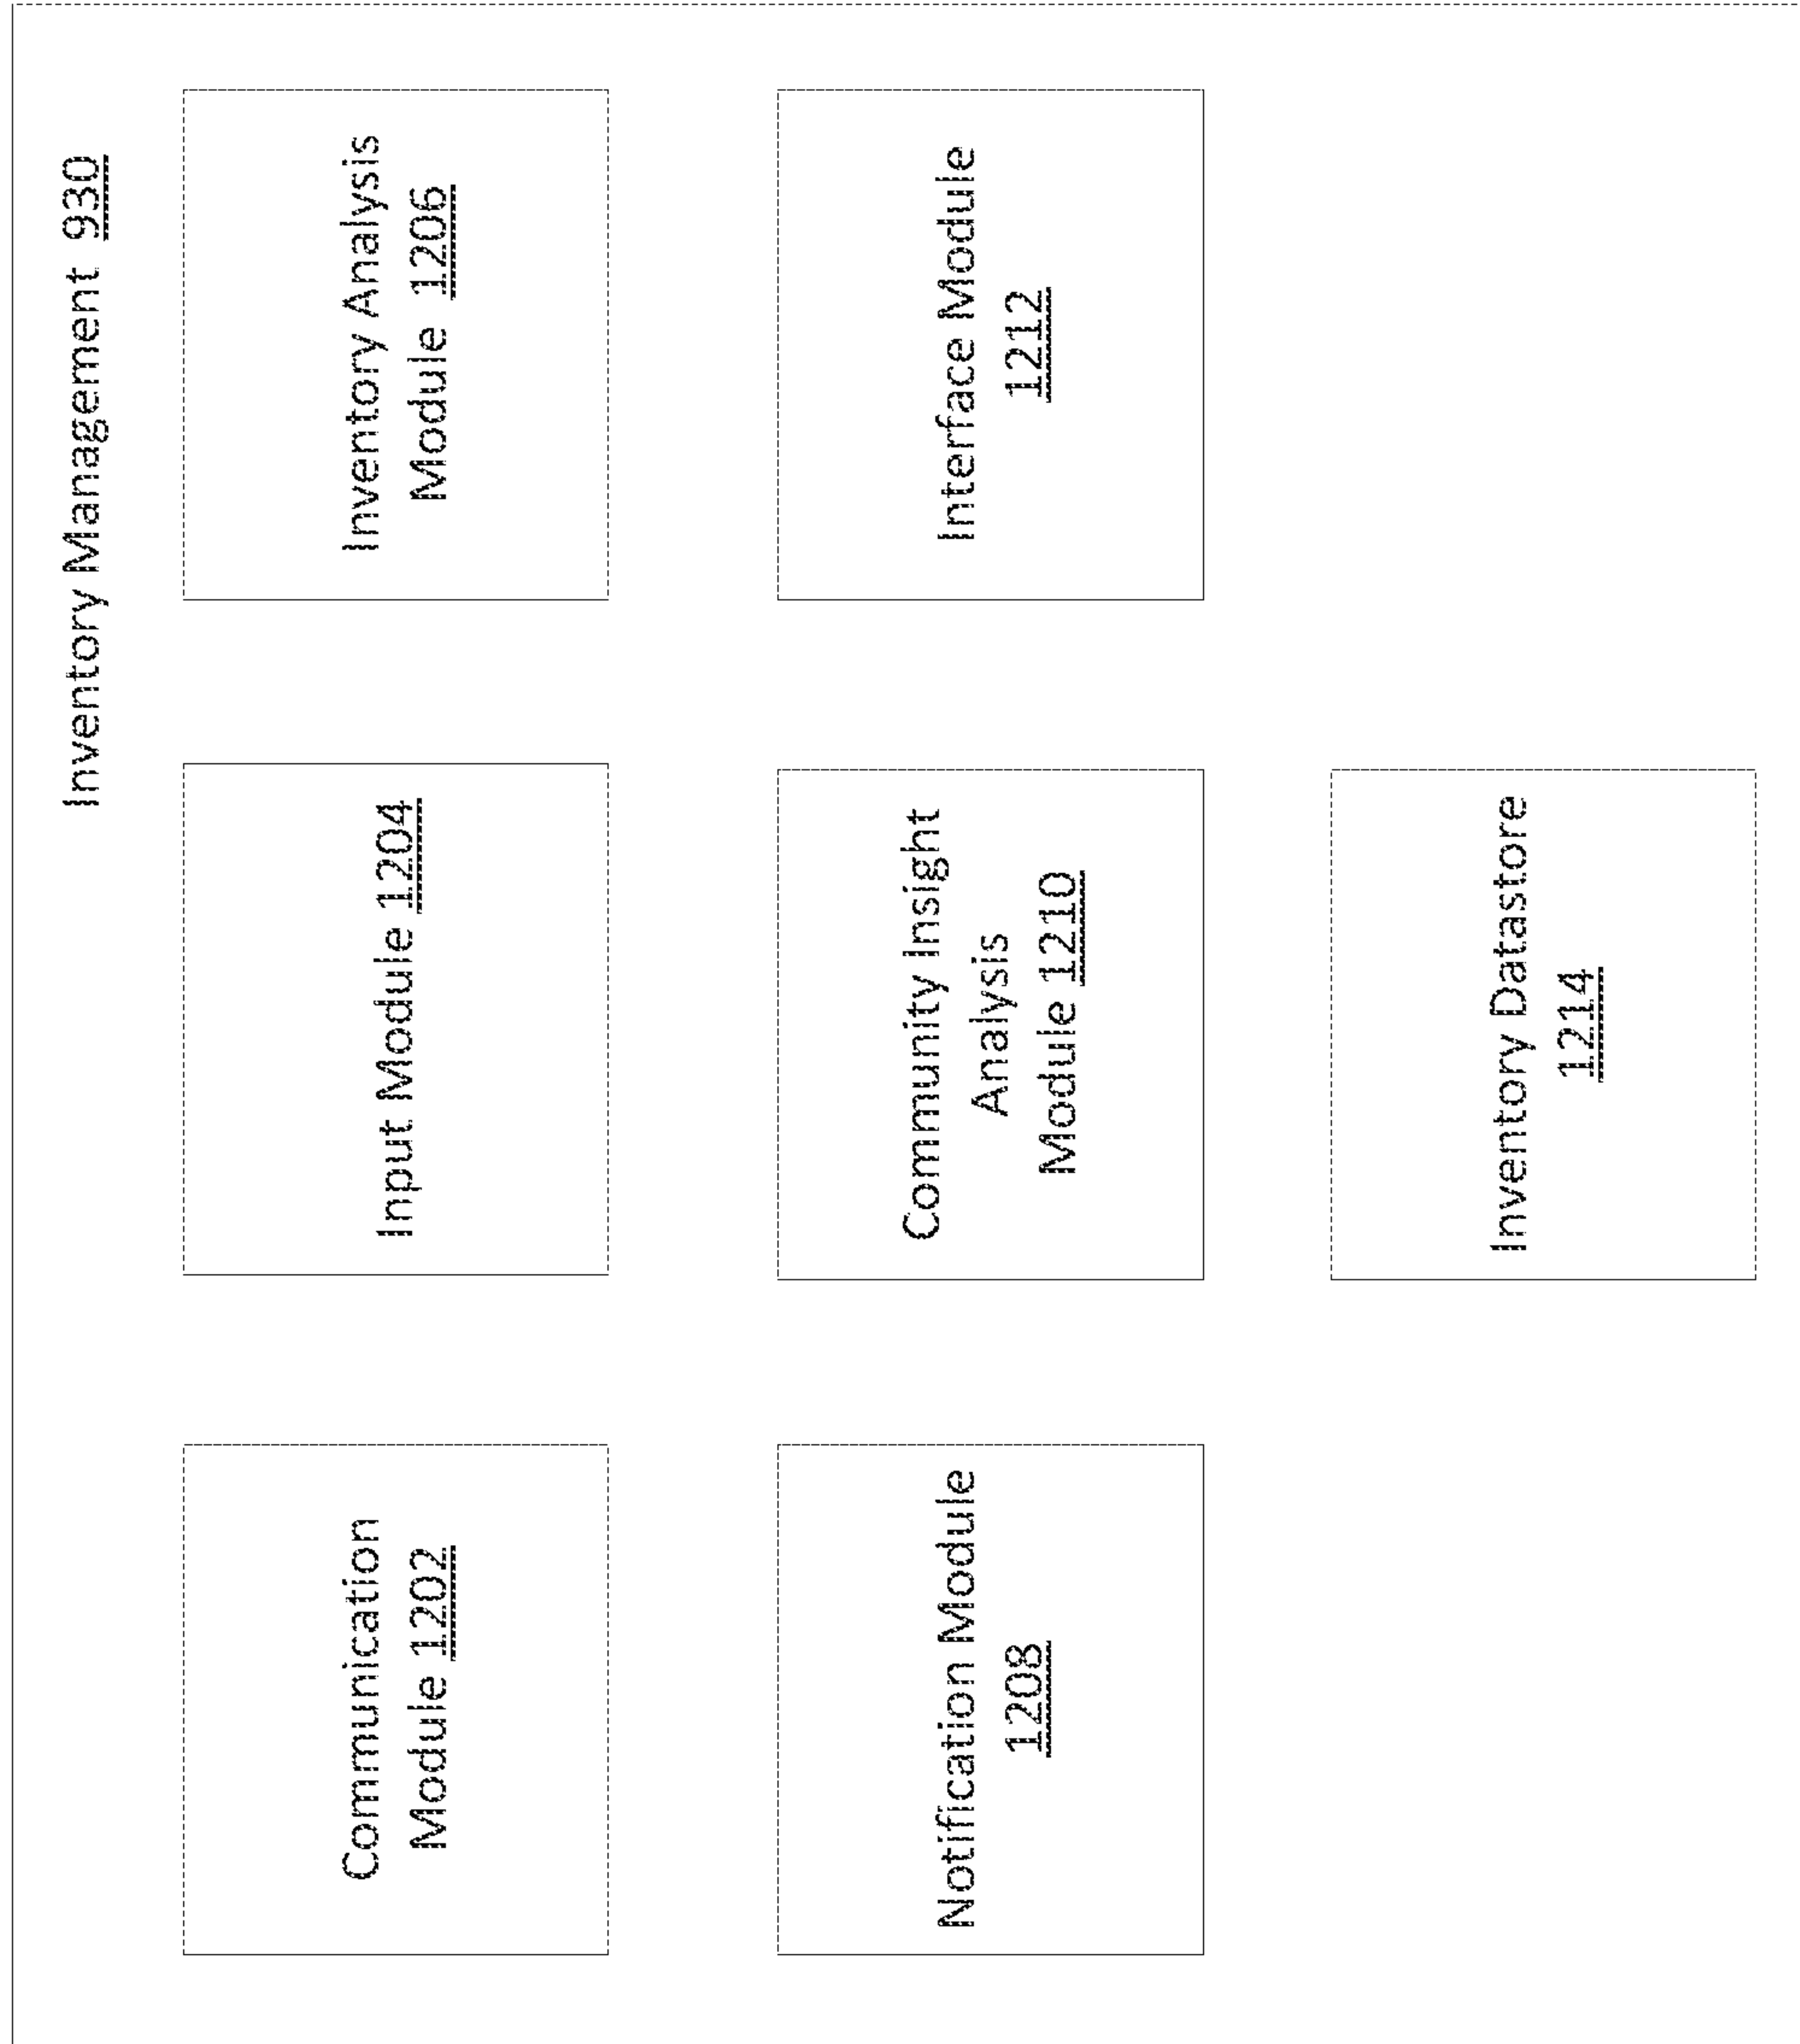 Inventory Management 930
Communication
Module 1202
Input Module 1204
Inventory Analysis
Module 1206
Notification Module
1208
Community Insight
Analysis
Module 1210
Interface Module
1212
Inventory Datastore
1214